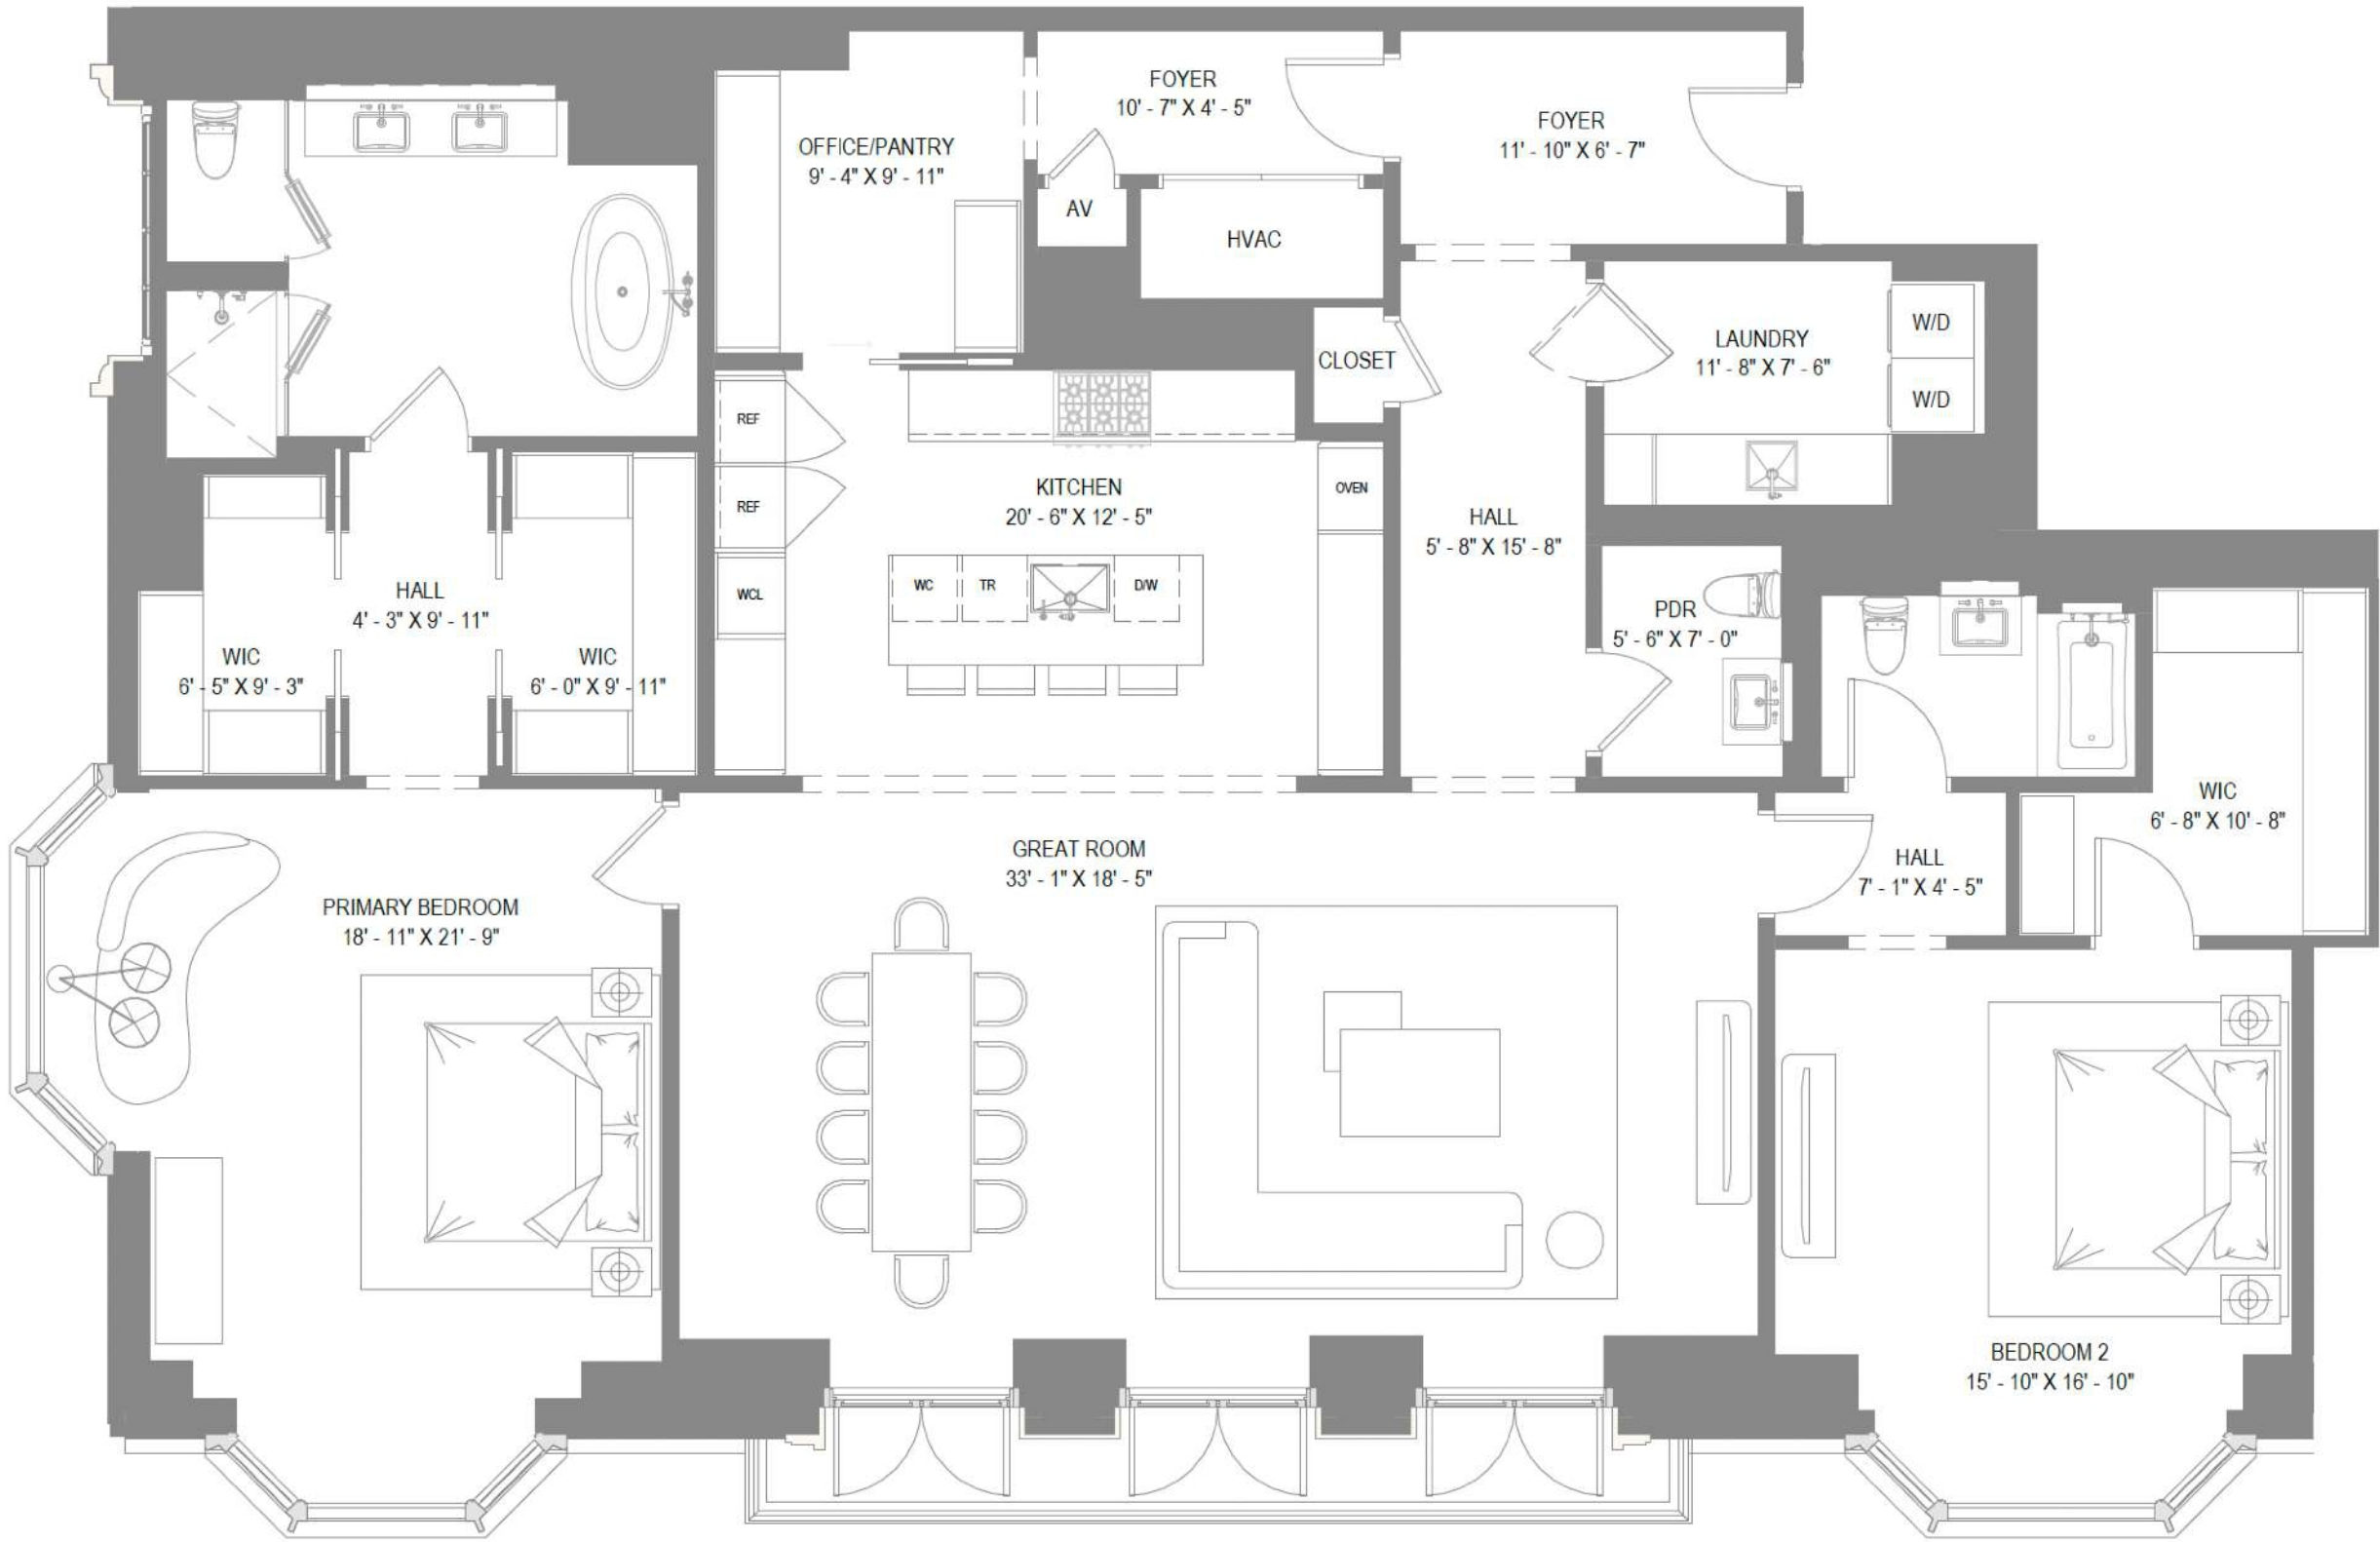 FOYER
10' - 7" X 4' - 5"
FOYER
11' - 10" X 6' - 7"
OFFICE/PANTRY
9' - 4" X 9' - 11"
AV
HVAC
CLOSET
LAUNDRY
11' - 8" X 7' - 6"
W/D
W/D
REF
REF
WCL
KITCHEN
20' - 6" X 12' - 5"
OVEN
WC
TR
D/W
HALL
5' - 8" X 15' - 8"
HALL
4' - 3" X 9' - 11"
WIC
6' - 5" X 9' - 3"
WIC
6' - 0" X 9' - 11"
PDR
5' - 6" X 7' - 0"
WIC
6' - 8" X 10' - 8"
GREAT ROOM
33' - 1" X 18' - 5"
HALL
7' - 1" X 4' - 5"
PRIMARY BEDROOM
18' - 11" X 21' - 9"
BEDROOM 2
15' - 10" X 16' - 10"